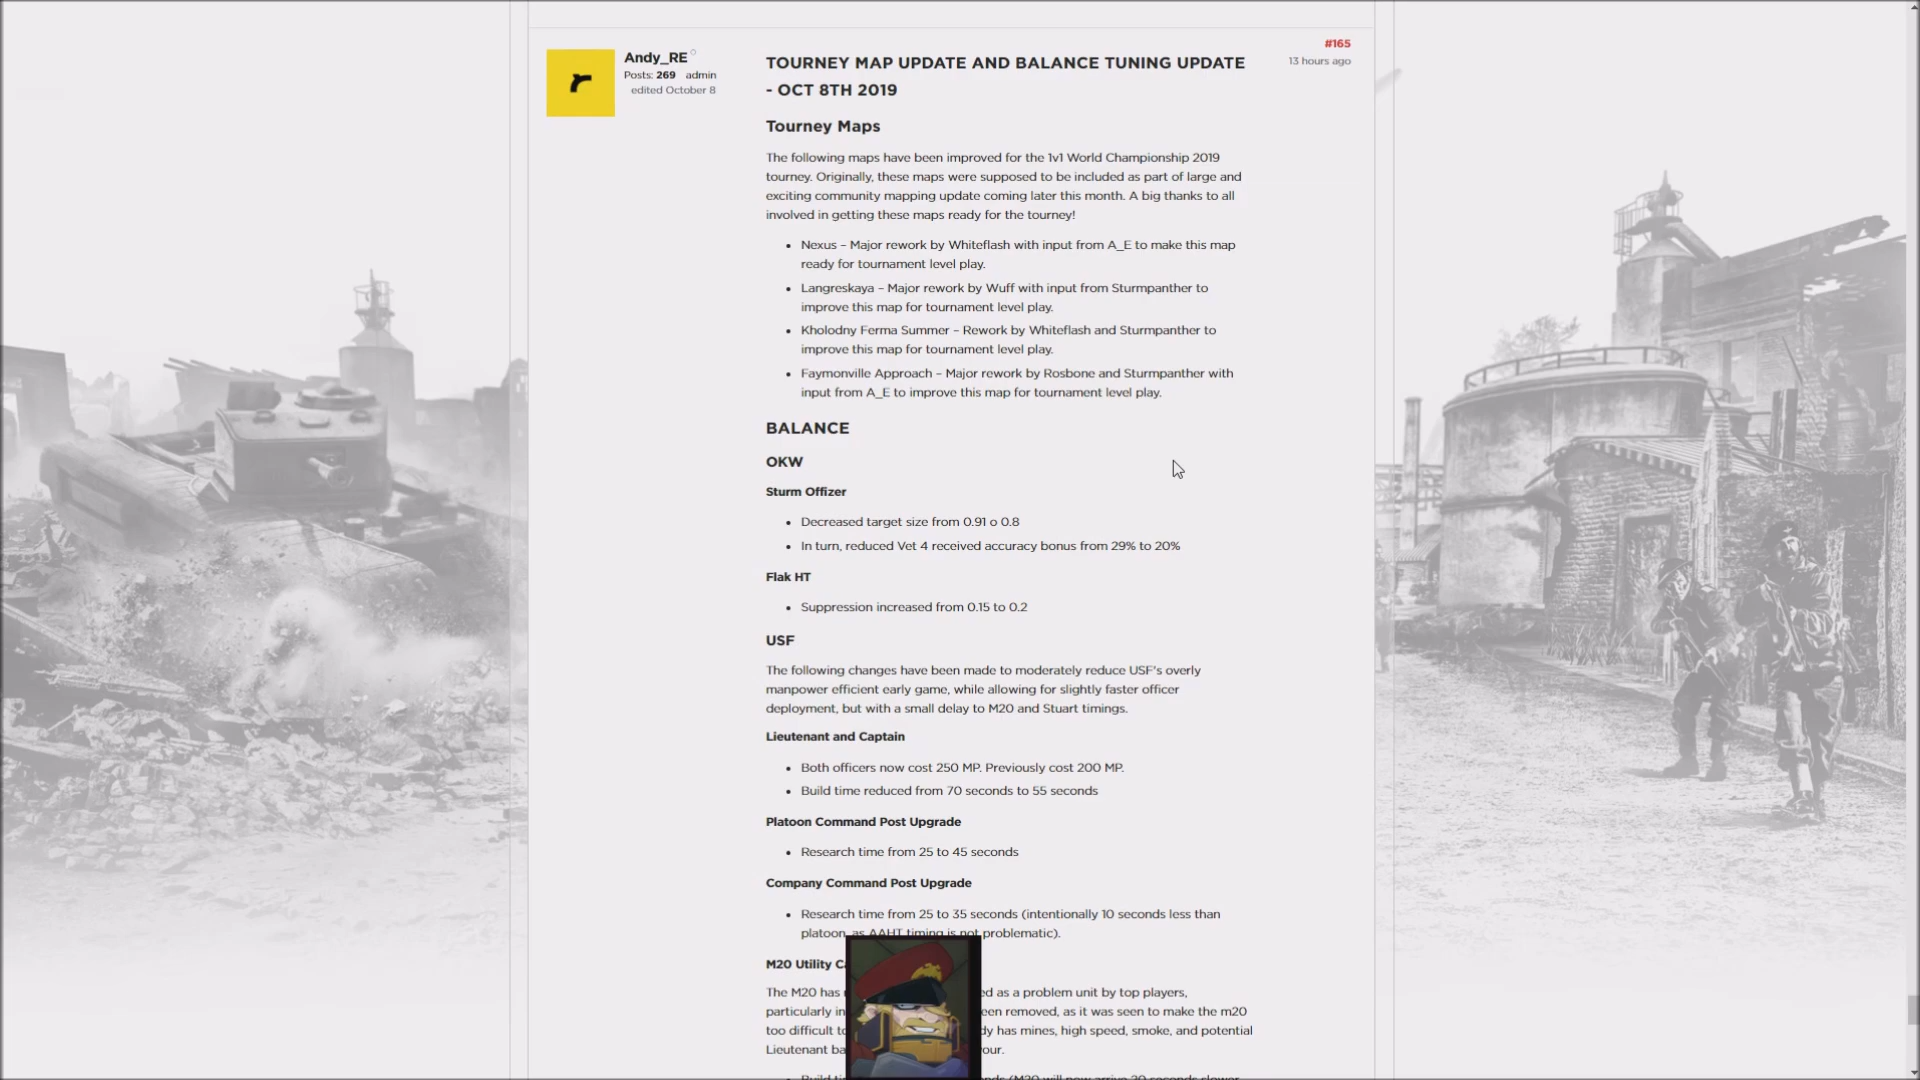 Andy_RE
Posts: 269 admin
edited October 8
#165
13 hours ago
TOURNEY MAP UPDATE AND BALANCE TUNING UPDATE
- OCT 8TH 2019
Tourney Maps
The following maps have been improved for the 1v1 World Championship 2019
tourney. Originally, these maps were supposed to be included as part of large and
exciting community mapping update coming later this month. A big thanks to all
involved in getting these maps ready for the tourney!
• Nexus – Major rework by Whiteflash with input from A_E to make this map
ready for tournament level play.
• Langreskaya – Major rework by Wuff with input from Sturmpanther to
improve this map for tournament level play.
• Kholodny Ferma Summer – Rework by Whiteflash and Sturmpanther to
improve this map for tournament level play.
• Faymonville Approach – Major rework by Rosbone and Sturmpanther with
input from A_E to improve this map for tournament level play.
BALANCE
OKW
Sturm Offizer
• Decreased target size from 0.91 o 0.8
• In turn, reduced Vet 4 received accuracy bonus from 29% to 20%
Flak HT
• Suppression increased from 0.15 to 0.2
USF
The following changes have been made to moderately reduce USF's overly
manpower efficient early game, while allowing for slightly faster officer
deployment, but with a small delay to M20 and Stuart timings.
Lieutenant and Captain
• Both officers now cost 250 MP. Previously cost 200 MP.
• Build time reduced from 70 seconds to 55 seconds
Platoon Command Post Upgrade
• Research time from 25 to 45 seconds
Company Command Post Upgrade
• Research time from 25 to 35 seconds (intentionally 10 seconds less than
platoon, as AAHT timing is not problematic).
M20 Utility
The M20 has as a problem unit by top players,
particularly in removed, as it was seen to make the m20
too difficult has mines, high speed, smoke, and potential
Lieutenant